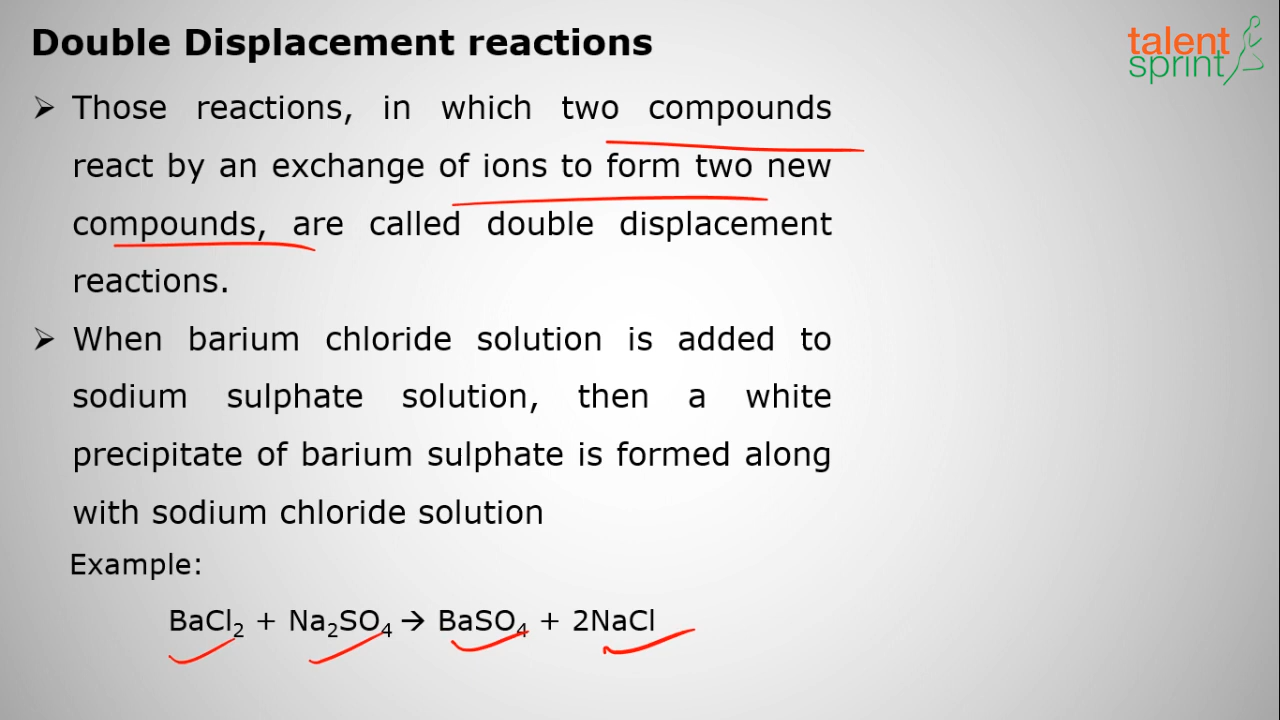 Double Displacement reactions
talent
sprint
➢ Those reactions, in which two compounds
react by an exchange of ions to form two new
compounds, are called double displacement
reactions.
➢ When barium chloride solution is added to
sodium sulphate solution, then a white
precipitate of barium sulphate is formed along
with sodium chloride solution
Example:
BaCl₂ + Na₂SO₄ → BaSO₄ + 2NaCl